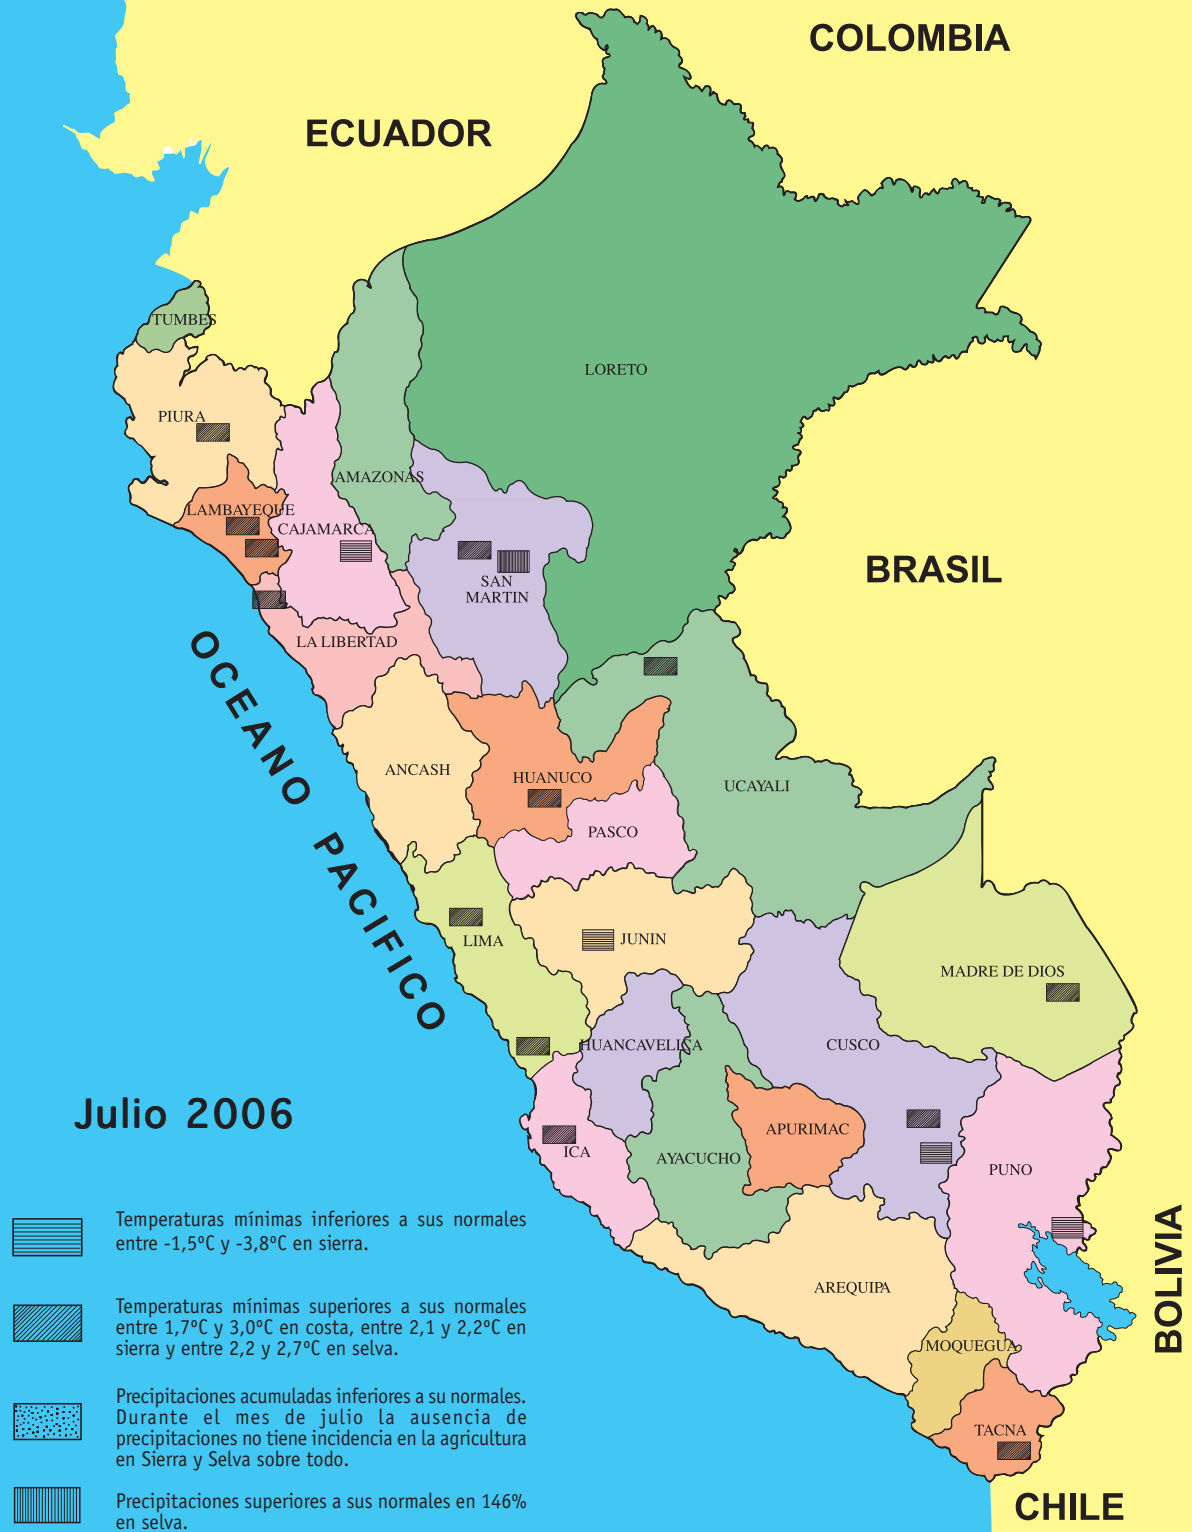 COLOMBIA
ECUADOR
TUMBES
LORETO
PIURA
AMAZONAS
LAMBAYEQUE
CAJAMARCA
BRASIL
SAN
MARTIN
LA LIBERTAD
OCEANO PACIFICO
ANCASH
HUANUCO
UCAYALI
PASCO
LIMA
JUNIN
MADRE DE DIOS
HUANCAVELICA
CUSCO
Julio 2006
ICA
AYACUCHO
APURIMAC
PUNO
AREQUIPA
BOLIVIA
MOQUEGUA
TACNA
CHILE
Temperaturas mínimas inferiores a sus normales
entre -1,5ºC y -3,8ºC en sierra.
Temperaturas mínimas superiores a sus normales
entre 1,7ºC y 3,0ºC en costa, entre 2,1 y 2,2ºC en
sierra y entre 2,2 y 2,7ºC en selva.
Precipitaciones acumuladas inferiores a su normales.
Durante el mes de julio la ausencia de
precipitaciones no tiene incidencia en la agricultura
en Sierra y Selva sobre todo.
Precipitaciones superiores a sus normales en 146%
en selva.